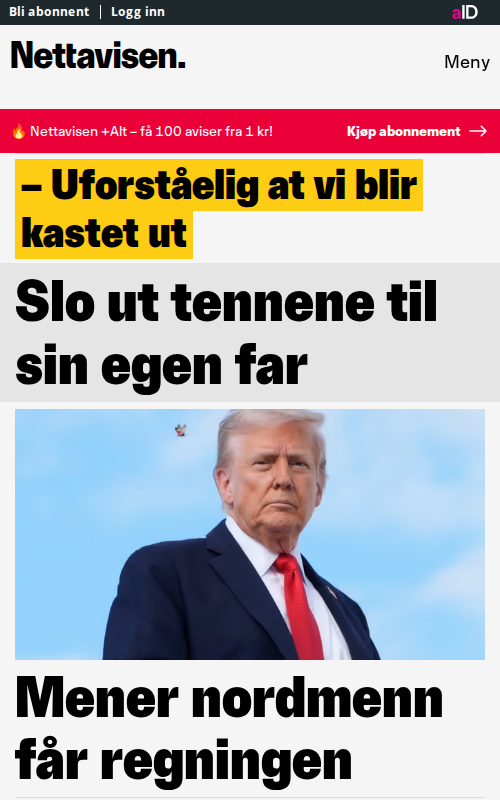 Bli abonnent | Logg inn
aID
Nettavisen.
Meny
🔥 Nettavisen +Alt – få 100 aviser fra 1 kr!
Kjøp abonnement →
– Uforståelig at vi blir
kastet ut
Slo ut tennene til
sin egen far
Mener nordmenn
får regningen